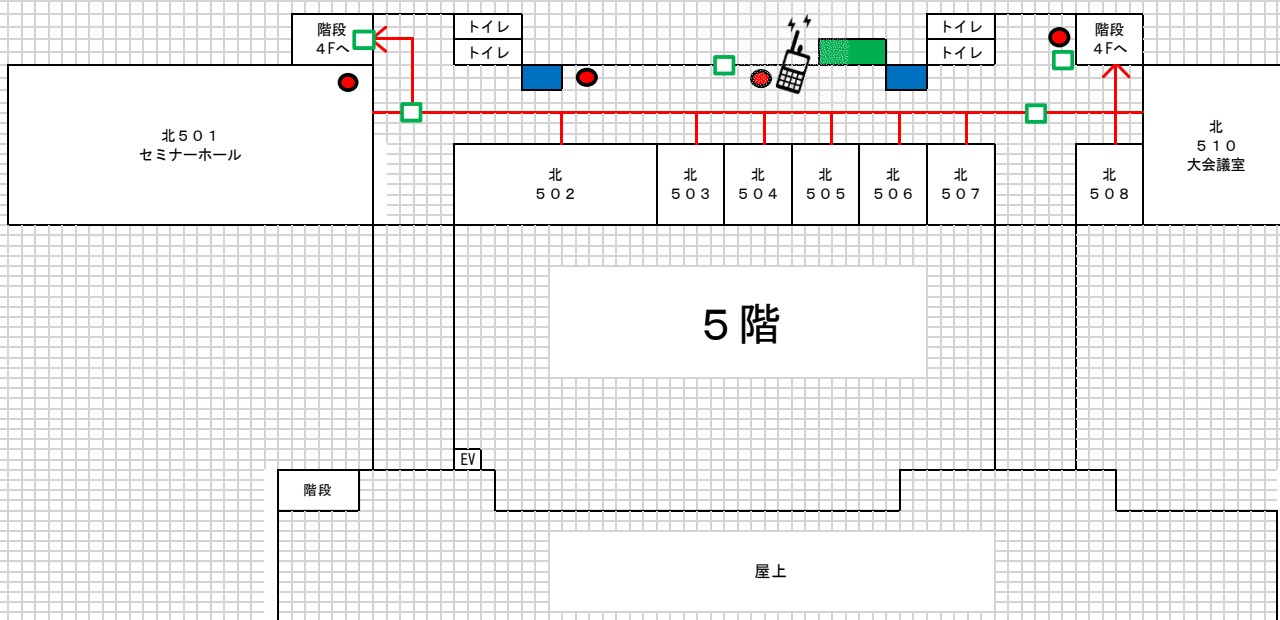 階段
４Fへ
トイレ
トイレ
トイレ
トイレ
階段
４Fへ
北５０１
セミナーホール
北
５０２
北
５０３
北
５０４
北
５０５
北
５０６
北
５０７
北
５０８
北
５１０
大会議室
５階
EV
階段
屋上